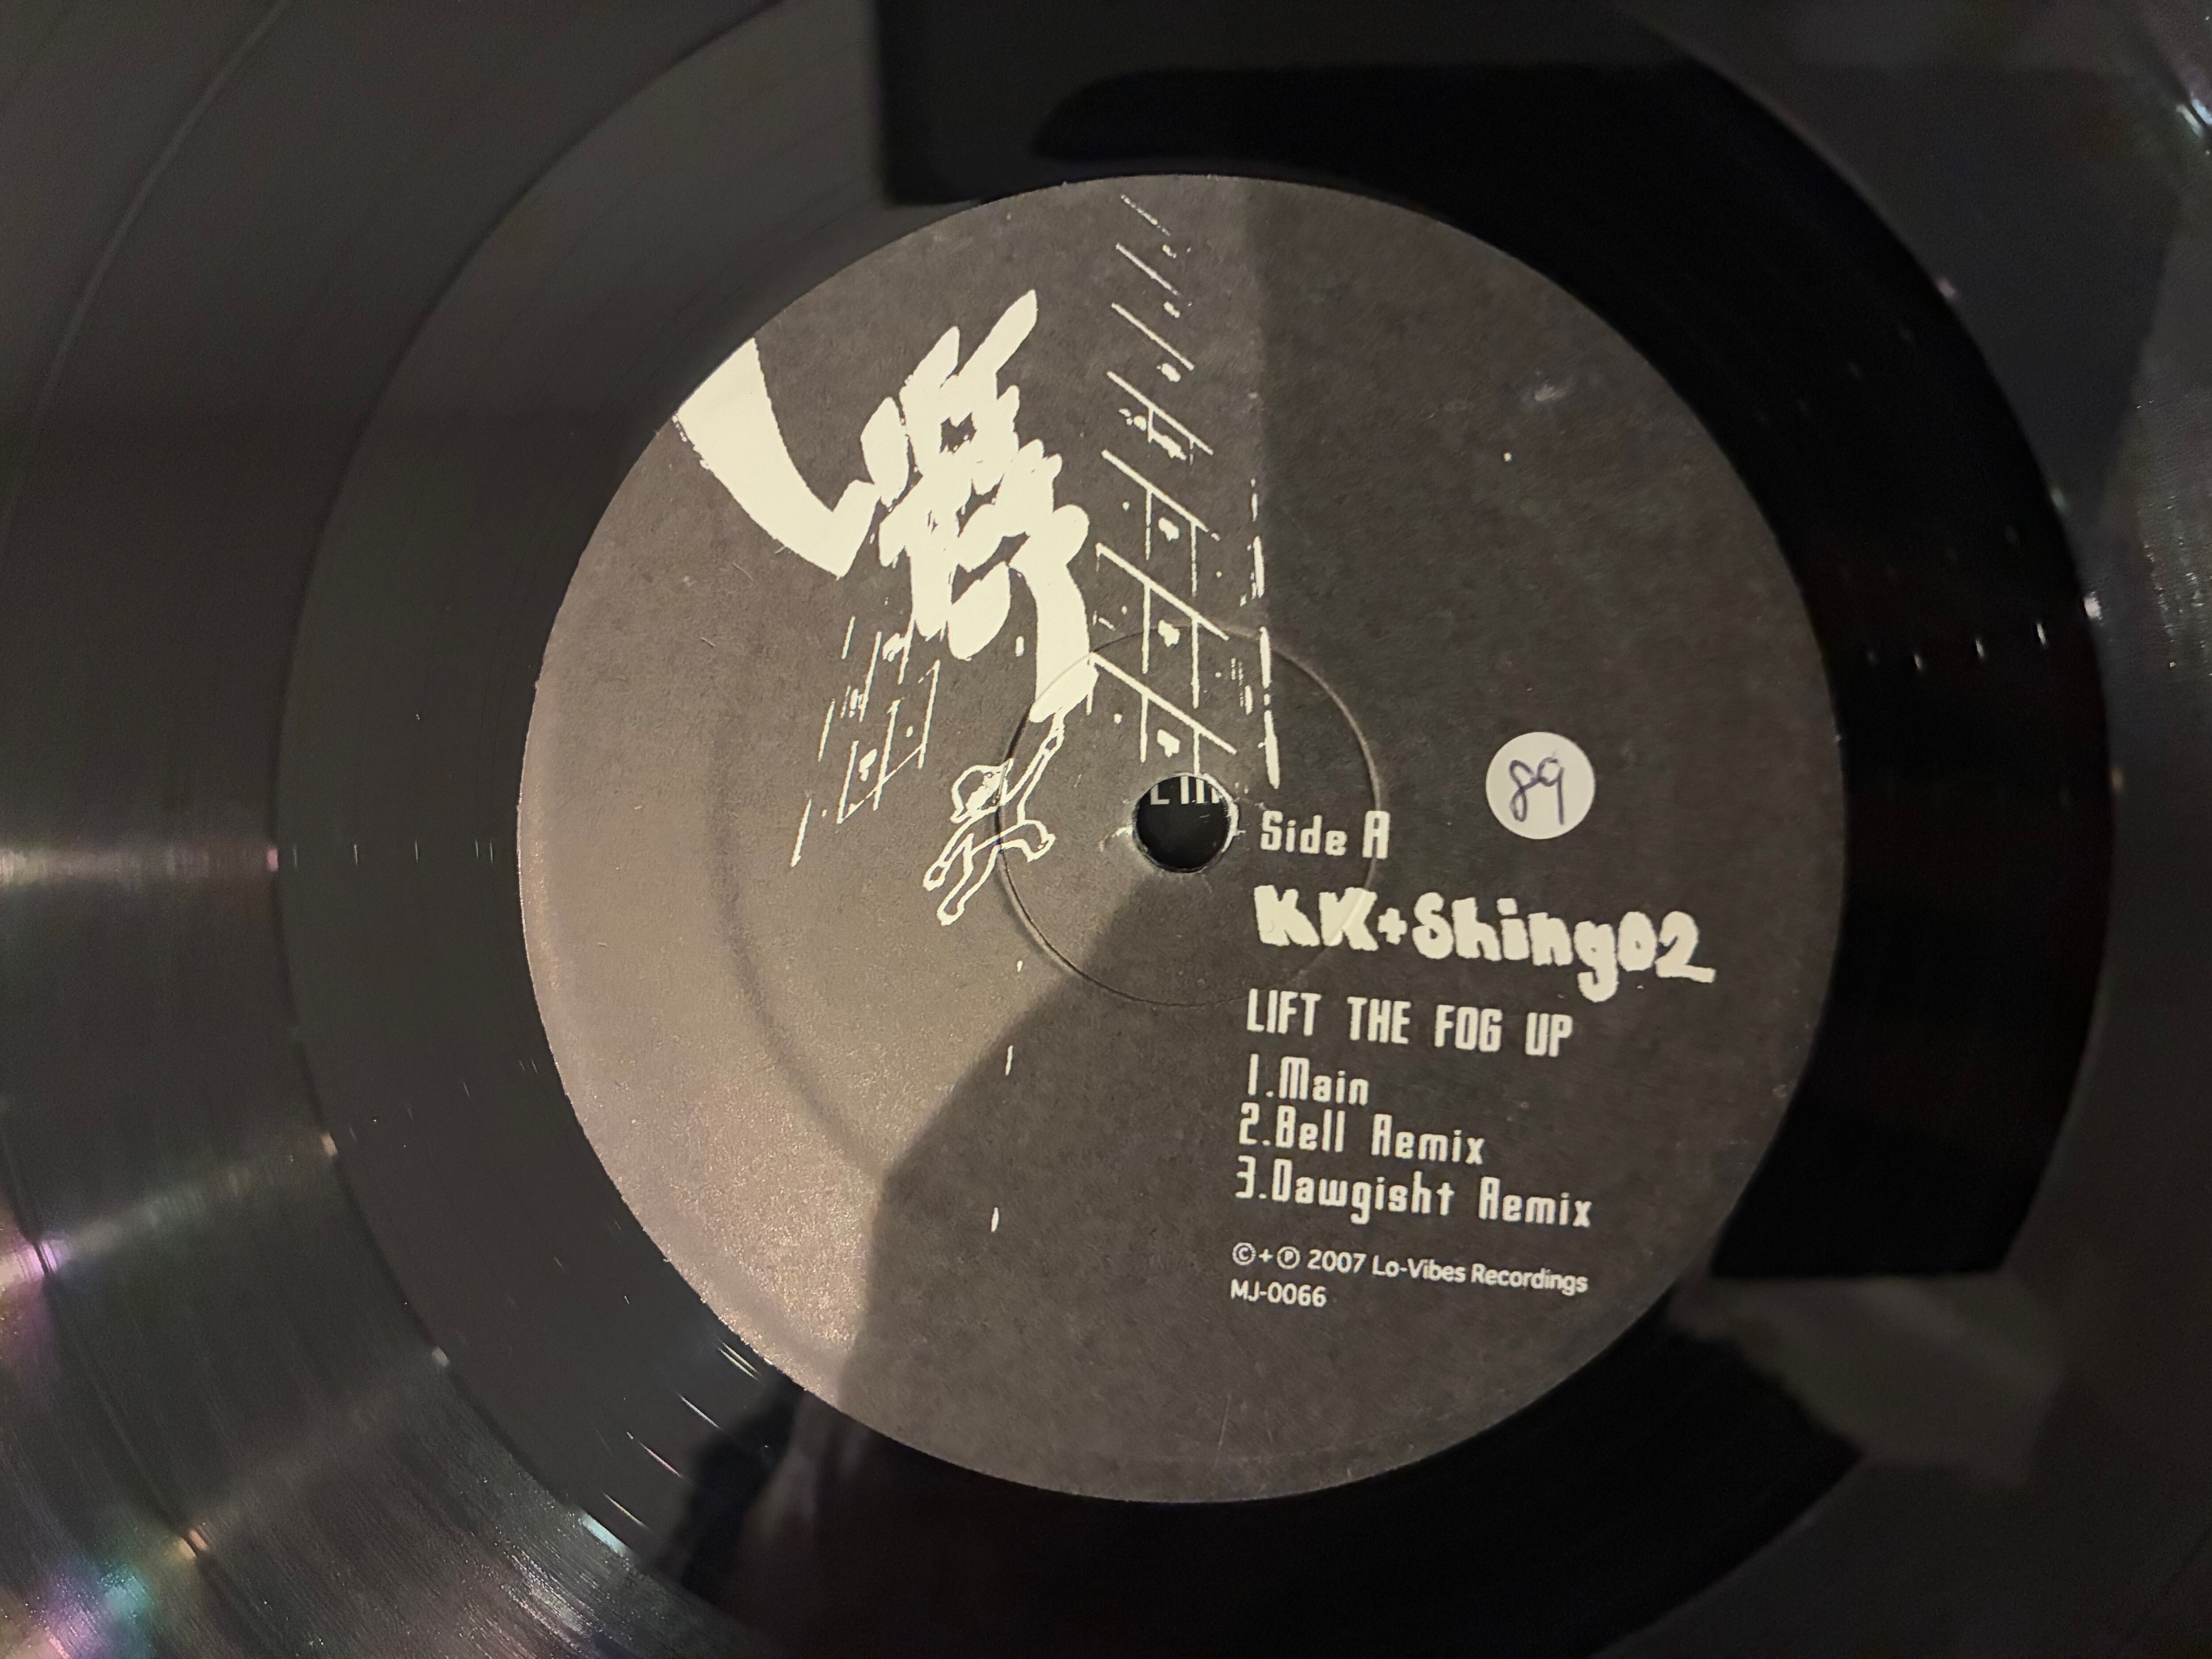 Side A
89
KK+Shing02
LIFT THE FOG UP
1.Main
2.Bell Remix
3.Dawgisht Remix
©+℗ 2007 Lo-Vibes Recordings
MJ-0066